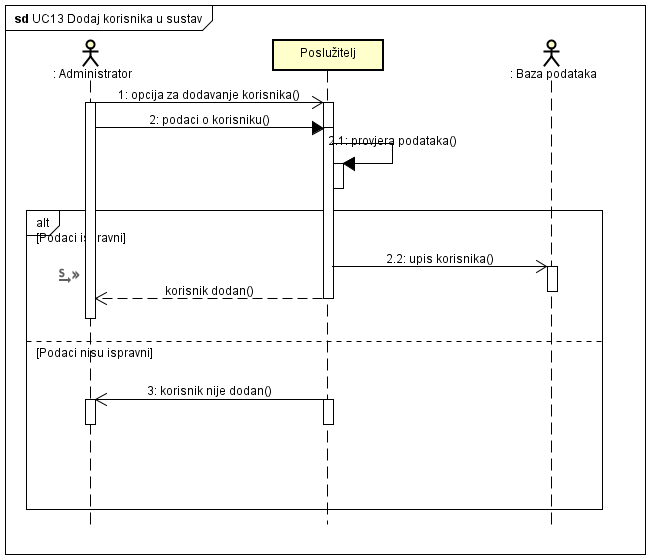 sd UC13 Dodaj korisnika u sustav
: Administrator
Poslužitelj
: Baza podataka
1: opcija za dodavanje korisnika()
2: podaci o korisniku()
2.1: provjera podataka()
alt
[Podaci ispravni]
2.2: upis korisnika()
S
korisnik dodan()
[Podaci nisu ispravni]
3: korisnik nije dodan()